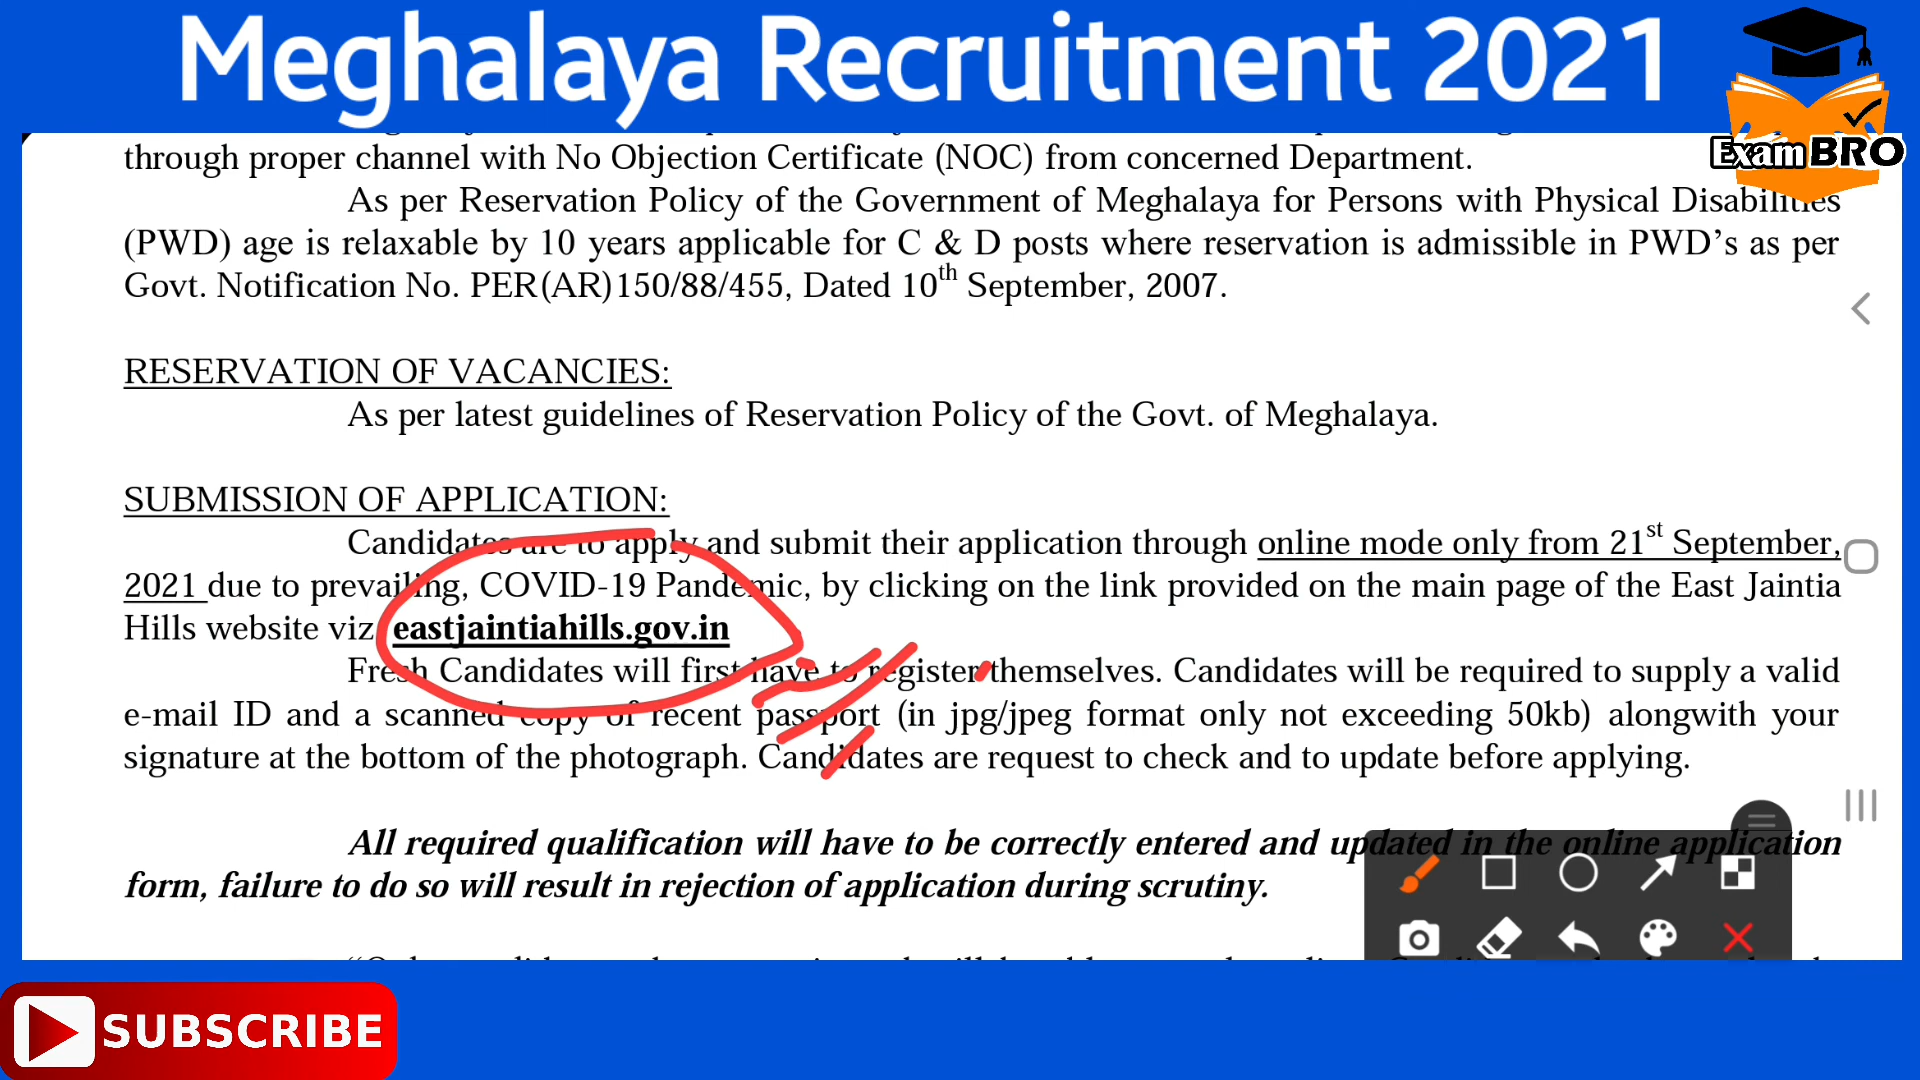 Meghalaya Recruitment 2021
Exam BRO
through proper channel with No Objection Certificate (NOC) from concerned Department.
As per Reservation Policy of the Government of Meghalaya for Persons with Physical Disabilities
(PWD) age is relaxable by 10 years applicable for C & D posts where reservation is admissible in PWD's as per
Govt. Notification No. PER(AR)150/88/455, Dated 10th September, 2007.
RESERVATION OF VACANCIES:
As per latest guidelines of Reservation Policy of the Govt. of Meghalaya.
SUBMISSION OF APPLICATION:
Candidates are to apply and submit their application through online mode only from 21st September,
2021 due to prevailing, COVID-19 Pandemic, by clicking on the link provided on the main page of the East Jaintia
Hills website viz eastjaintiahills.gov.in
Fresh Candidates will first have to register themselves. Candidates will be required to supply a valid
e-mail ID and a scanned copy of recent passport (in jpg/jpeg format only not exceeding 50kb) alongwith your
signature at the bottom of the photograph. Candidates are request to check and to update before applying.
All required qualification will have to be correctly entered and updated in the online application
form, failure to do so will result in rejection of application during scrutiny.
SUBSCRIBE